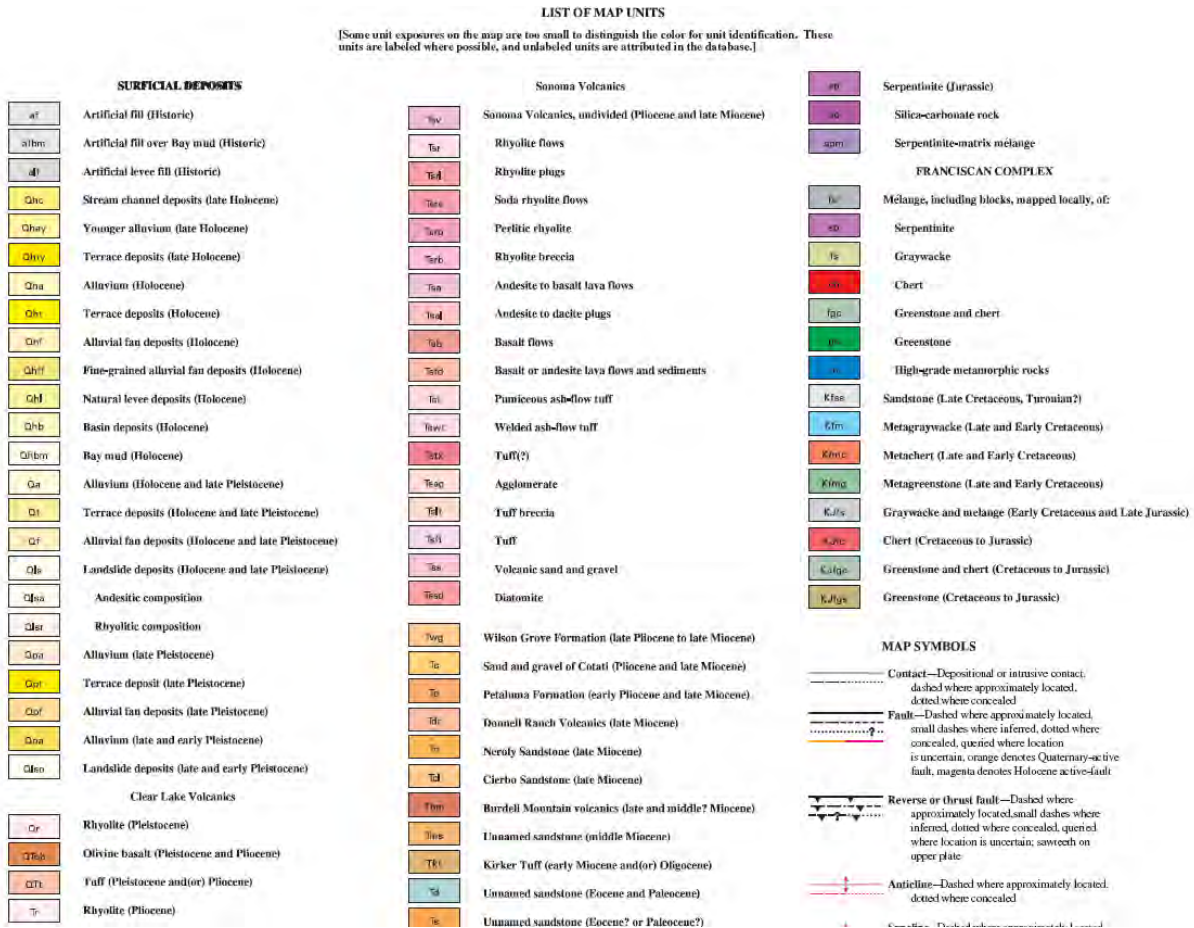 LIST OF MAP UNITS
[Some unit exposures on the map are too small to distinguish the color for unit identification. These
units are labeled where possible, and unlabeled units are attributed in the database.]
SURFICIAL DEPOSITS
af Artificial fill (Historic)
afbm Artificial fill over Bay mud (Historic)
alf Artificial levee fill (Historic)
Qhc Stream channel deposits (late Holocene)
Qhay Younger alluvium (late Holocene)
Qhty Terrace deposits (late Holocene)
Qha Alluvium (Holocene)
Qht Terrace deposits (Holocene)
Qhf Alluvial fan deposits (Holocene)
Qhff Fine-grained alluvial fan deposits (Holocene)
Qhl Natural levee deposits (Holocene)
Qhb Basin deposits (Holocene)
Qhbm Bay mud (Holocene)
Qa Alluvium (Holocene and late Pleistocene)
Qt Terrace deposits (Holocene and late Pleistocene)
Qf Alluvial fan deposits (Holocene and late Pleistocene)
Qls Landslide deposits (Holocene and late Pleistocene)
Qlsa Andesitic composition
Qlsr Rhyolitic composition
Qpa Alluvium (late Pleistocene)
Qpt Terrace deposit (late Pleistocene)
Qpf Alluvial fan deposits (late Pleistocene)
Qoa Alluvium (late and early Pleistocene)
Qlso Landslide deposits (late and early Pleistocene)
Clear Lake Volcanics
Qr Rhyolite (Pleistocene)
QTob Olivine basalt (Pleistocene and Pliocene)
QTt Tuff (Pleistocene and(or) Pliocene)
Tr Rhyolite (Pliocene)
Sonoma Volcanics
Tsv Sonoma Volcanics, undivided (Pliocene and late Miocene)
Tsr Rhyolite flows
Rhyolite plugs
Soda rhyolite flows
Perlitic rhyolite
Tsrb Rhyolite breccia
Tsa Andesite to basalt lava flows
Andesite to dacite plugs
Tsb Basalt flows
Basalt or andesite lava flows and sediments
Tst Pumiceous ash-flow tuff
Tswt Welded ash-flow tuff
Tstx Tuff(?)
Tsag Agglomerate
Tuff breccia
Tuff
Tss Volcanic sand and gravel
Tssd Diatomite
Twg Wilson Grove Formation (late Pliocene to late Miocene)
Tc Sand and gravel of Cotati (Pliocene and late Miocene)
Tp Petaluma Formation (early Pliocene and late Miocene)
Tdr Donnell Ranch Volcanics (late Miocene)
Tn Neroly Sandstone (late Miocene)
Cierbo Sandstone (late Miocene)
Tbm Burdell Mountain volcanics (late and middle? Miocene)
Tms Unnamed sandstone (middle Miocene)
Tkt Kirker Tuff (early Miocene and(or) Oligocene)
Td Unnamed sandstone (Eocene and Paleocene)
Ts Unnamed sandstone (Eocene? or Paleocene?)
sp Serpentinite (Jurassic)
sc Silica-carbonate rock
spm Serpentinite-matrix mélange
FRANCISCAN COMPLEX
fsr Mélange, including blocks, mapped locally, of:
sp Serpentinite
fs Graywacke
ch Chert
fgc Greenstone and chert
gs Greenstone
m High-grade metamorphic rocks
Kfss Sandstone (Late Cretaceous, Turonian?)
Kfm Metagraywacke (Late and Early Cretaceous)
Kfmc Metachert (Late and Early Cretaceous)
Kfmg Metagreenstone (Late and Early Cretaceous)
KJfs Graywacke and melange (Early Cretaceous and Late Jurassic)
KJfc Chert (Cretaceous to Jurassic)
KJfgc Greenstone and chert (Cretaceous to Jurassic)
KJfgs Greenstone (Cretaceous to Jurassic)
MAP SYMBOLS
Contact—Depositional or intrusive contact,
dashed where approximately located,
dotted where concealed
Fault—Dashed where approximately located,
small dashes where inferred, dotted where
concealed, queried where location
is uncertain, orange denotes Quaternary-active
fault, magenta denotes Holocene active-fault
?
Reverse or thrust fault—Dashed where
approximately located,small dashes where
inferred, dotted where concealed, queried
where location is uncertain; sawteeth on
upper plate
?
Anticline—Dashed where approximately located,
dotted where concealed